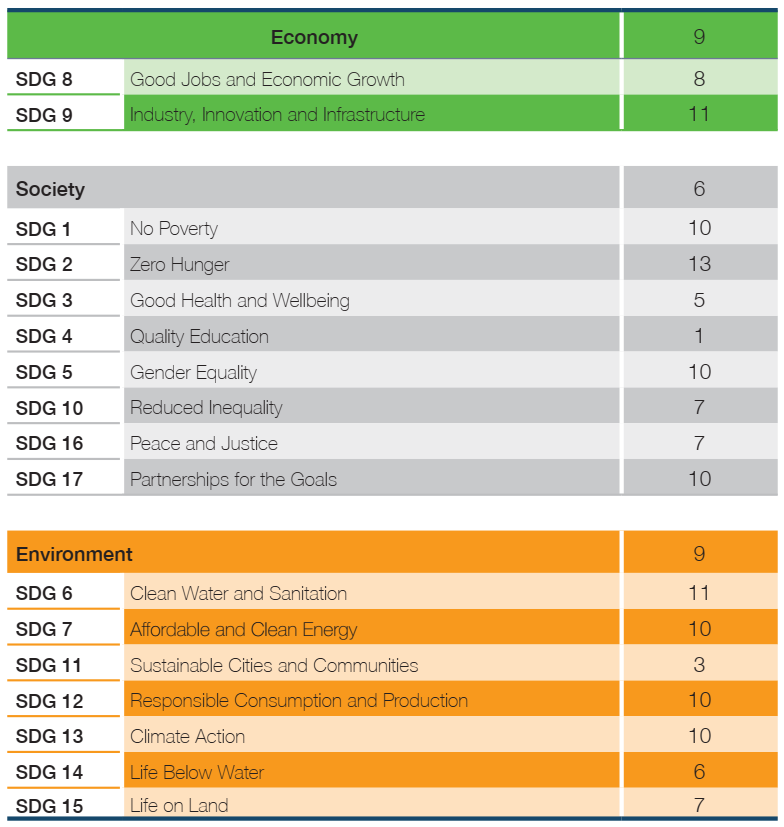 Economy 9
SDG 8 Good Jobs and Economic Growth 8
SDG 9 Industry, Innovation and Infrastructure 11
Society 6
SDG 1 No Poverty 10
SDG 2 Zero Hunger 13
SDG 3 Good Health and Wellbeing 5
SDG 4 Quality Education 1
SDG 5 Gender Equality 10
SDG 10 Reduced Inequality 7
SDG 16 Peace and Justice 7
SDG 17 Partnerships for the Goals 10
Environment 9
SDG 6 Clean Water and Sanitation 11
SDG 7 Affordable and Clean Energy 10
SDG 11 Sustainable Cities and Communities 3
SDG 12 Responsible Consumption and Production 10
SDG 13 Climate Action 10
SDG 14 Life Below Water 6
SDG 15 Life on Land 7